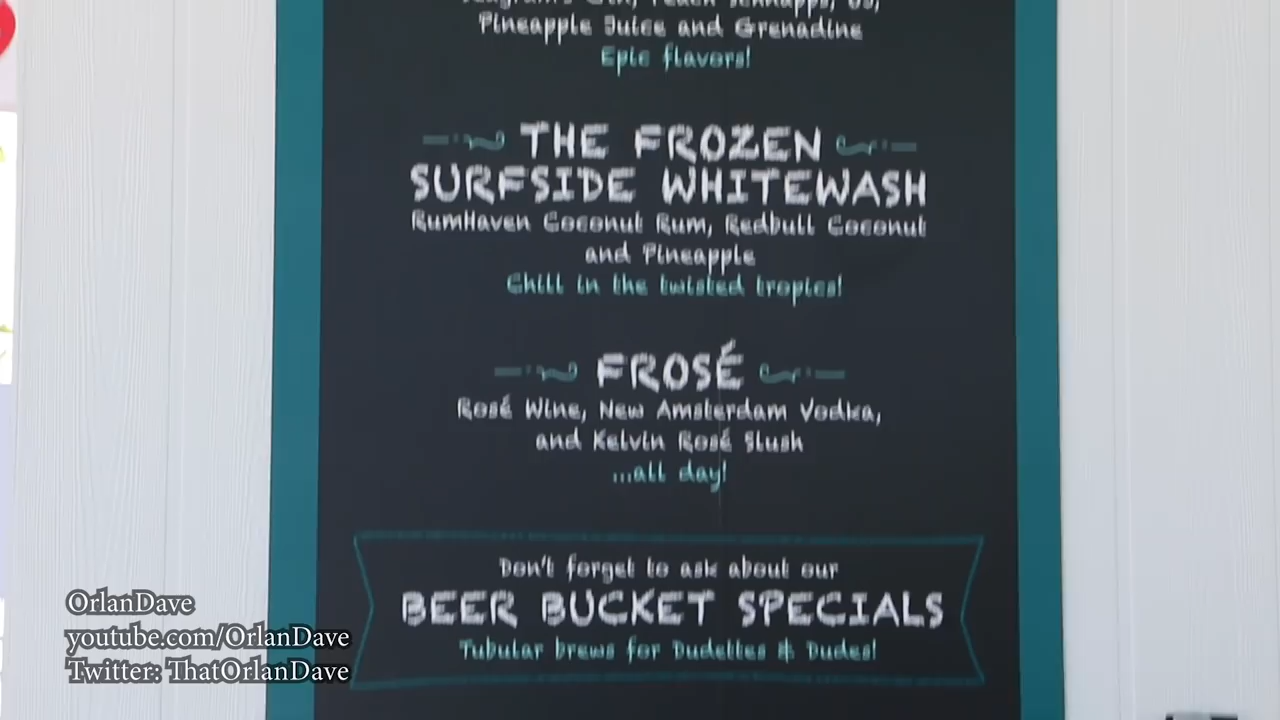 Pineapple Juice and Grenadine
Epic flavors!
THE FROZEN
SURFSIDE WHITEWASH
RumHaven Coconut Rum, Redbull Coconut
and Pineapple
Chill in the twisted tropics!
FROSÉ
Rosé Wine, New Amsterdam Vodka,
and Kelvin Rosé Slush
...all day!
Don't forget to ask about our
BEER BUCKET SPECIALS
Tubular brews for Dudettes & Dudes!
OrlanDave
youtube.com/OrlanDave
Twitter: ThatOrlanDave